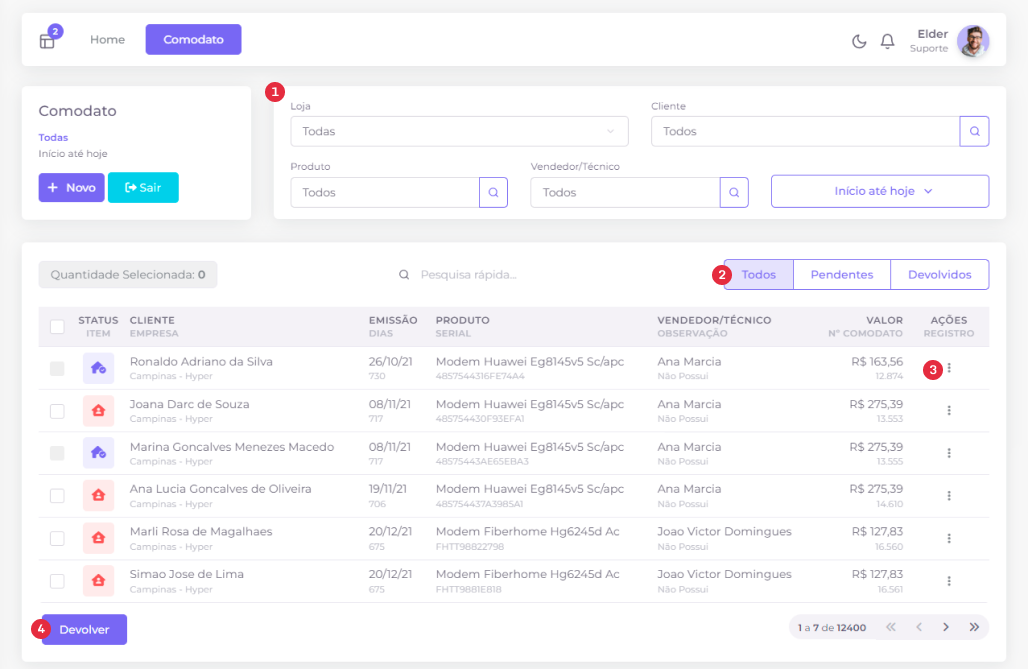 2
Home
Comodato
Elder
Suporte
Comodato
Todas
Início até hoje
+ Novo
Sair
1
Loja
Todas
Cliente
Todos
Produto
Todos
Vendedor/Técnico
Todos
Início até hoje
Quantidade Selecionada: 0
Pesquisa rápida...
2
Todos
Pendentes
Devolvidos
STATUS CLIENTE EMISSÃO PRODUTO VENDEDOR/TÉCNICO VALOR AÇÕES
ITEM EMPRESA DIAS SERIAL OBSERVAÇÃO Nº COMODATO REGISTRO
Ronaldo Adriano da Silva 26/10/21 Modem Huawei Eg8145v5 Sc/apc Ana Marcia R$ 163,56 3
Campinas - Hyper 730 4857544316FE74A4 Não Possui 12.874
Joana Darc de Souza 08/11/21 Modem Huawei Eg8145v5 Sc/apc Ana Marcia R$ 275,39
Campinas - Hyper 717 485754430F93EFA1 Não Possui 13.553
Marina Goncalves Menezes Macedo 08/11/21 Modem Huawei Eg8145v5 Sc/apc Ana Marcia R$ 275,39
Campinas - Hyper 717 48575443AE65EBA3 Não Possui 13.555
Ana Lucia Goncalves de Oliveira 19/11/21 Modem Huawei Eg8145v5 Sc/apc Ana Marcia R$ 275,39
Campinas - Hyper 706 485754437A3985A1 Não Possui 14.610
Marli Rosa de Magalhaes 20/12/21 Modem Fiberhome Hg6245d Ac Joao Victor Domingues R$ 127,83
Campinas - Hyper 675 FHTT98822798 Não Possui 16.560
Simao Jose de Lima 20/12/21 Modem Fiberhome Hg6245d Ac Joao Victor Domingues R$ 127,83
Campinas - Hyper 675 FHTT9881EB18 Não Possui 16.561
4
Devolver
1 a 7 de 12400